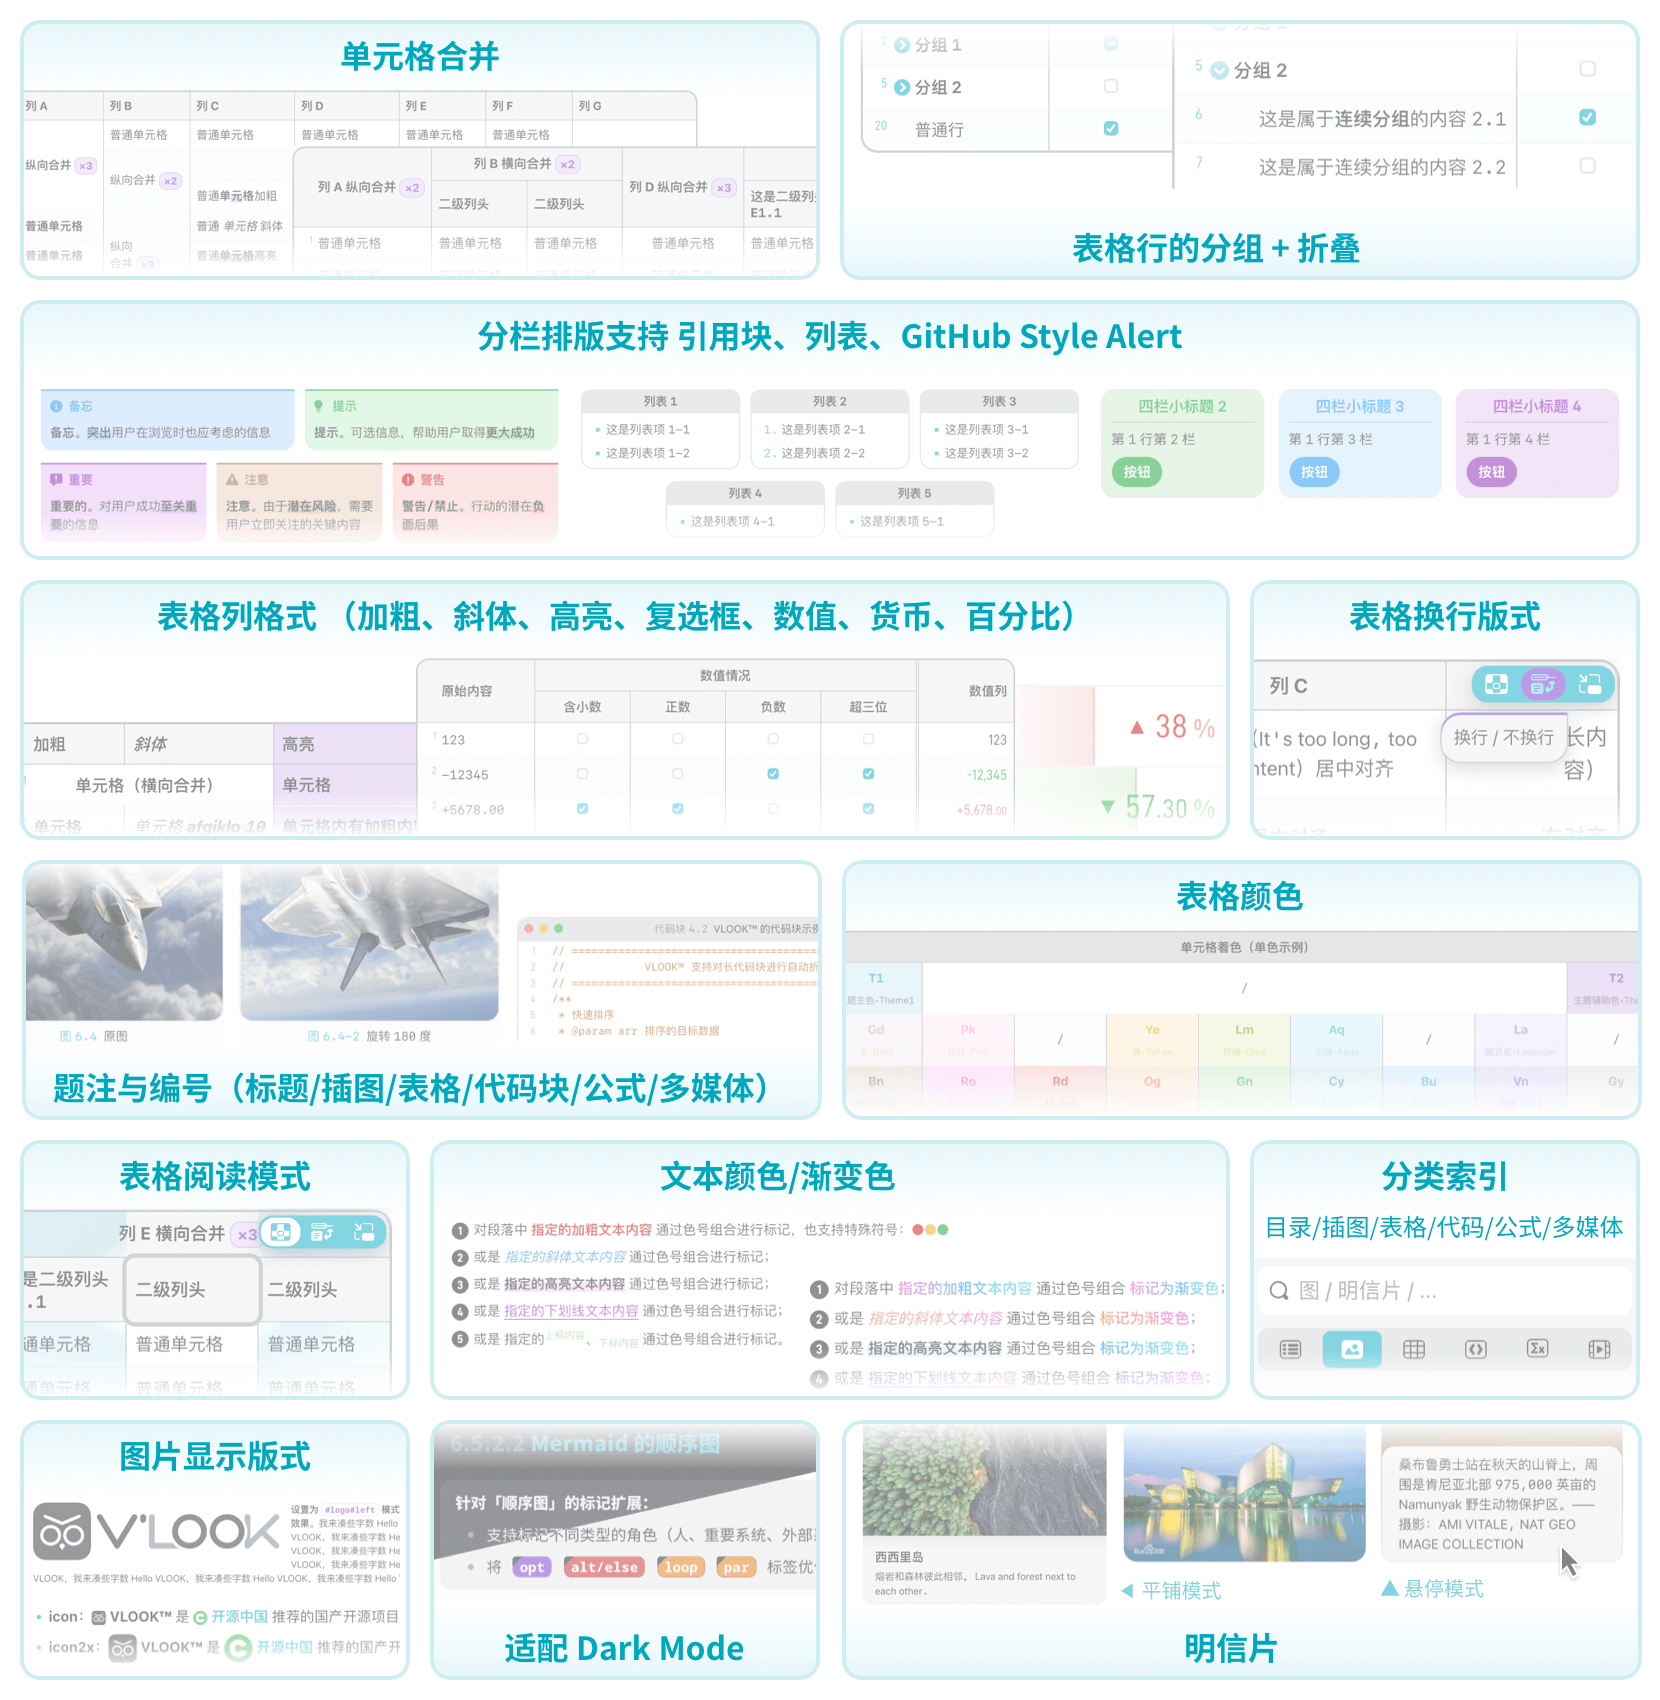 单元格合并
列 A
列 B
列 C
列 D
列 E
列 F
列 G
普通单元格
普通单元格
普通单元格
普通单元格
普通单元格
纵向合并 ×3
纵向合并 ×2
普通单元格加粗
普通单元格
普通 单元格 斜体
普通单元格
纵向
合并 ×3
普通单元格高亮
列 A 纵向合并 ×2
列 B 横向合并 ×2
列 D 纵向合并 ×3
二级列头
二级列头
这是二级列
E1.1
1 普通单元格
普通单元格
普通单元格
普通单元格
2 分组 1
5 分组 2
20 普通行
5 分组 2
6 这是属于连续分组的内容 2.1
7 这是属于连续分组的内容 2.2
表格行的分组 + 折叠
分栏排版支持 引用块、列表、GitHub Style Alert
备忘
备忘。突出用户在浏览时也应考虑的信息
提示
提示。可选信息，帮助用户取得更大成功
重要
重要的。对用户成功至关重
要的信息
注意
注意。由于潜在风险，需要
用户立即关注的关键内容
警告
警告/禁止。行动的潜在负
面后果
列表 1
这是列表项 1-1
这是列表项 1-2
列表 2
1. 这是列表项 2-1
2. 这是列表项 2-2
列表 3
这是列表项 3-1
这是列表项 3-2
列表 4
这是列表项 4-1
列表 5
这是列表项 5-1
四栏小标题 2
第 1 行第 2 栏
按钮
四栏小标题 3
第 1 行第 3 栏
按钮
四栏小标题 4
第 1 行第 4 栏
按钮
表格列格式 （加粗、斜体、高亮、复选框、数值、货币、百分比）
加粗
斜体
高亮
单元格（横向合并）
单元格
单元格
单元格 afgiklo 10
单元格内有加粗内
原始内容
数值情况
数值列
含小数
正数
负数
超三位
1 123
123
2 -12345
-12,345
3 +5678.00
+5,678.00
▲ 38 %
▼ 57.30 %
表格换行版式
列 C
(It's too long, too
ntent）居中对齐
换行 / 不换行
长内
容）
图 6.4 原图
图 6.4-2 旋转 180 度
代码块 4.2 VLOOK™ 的代码块示例
1 // ========================================
2 // VLOOK™ 支持对长代码块进行自动折
3 // ========================================
4 /**
5 * 快速排序
6 * @param arr 排序的目标数据
题注与编号（标题/插图/表格/代码块/公式/多媒体）
表格颜色
单元格着色（单色示例）
T1
题主色•Theme1
/
T2
主题辅助色•The
Gd
Pk
/
Ye
Lm
Aq
/
La
/
Bn
Ro
Rd
Og
Gn
Cy
Bu
Vn
Gy
表格阅读模式
列 E 横向合并 ×3
是二级列头
.1
二级列头
二级列头
通单元格
普通单元格
普通单元格
通单元格
普通单元格
普通单元格
文本颜色/渐变色
1 对段落中 指定的加粗文本内容 通过色号组合进行标记，也支持特殊符号：
2 或是 指定的斜体文本内容 通过色号组合进行标记；
3 或是 指定的高亮文本内容 通过色号组合进行标记；
4 或是 指定的下划线文本内容 通过色号组合进行标记；
5 或是 指定的上标内容、下标内容 通过色号组合进行标记。
1 对段落中 指定的加粗文本内容 通过色号组合 标记为渐变色；
2 或是 指定的斜体文本内容 通过色号组合 标记为渐变色；
3 或是 指定的高亮文本内容 通过色号组合 标记为渐变色；
4 或是 指定的下划线文本内容 通过色号组合 标记为渐变色；
分类索引
目录/插图/表格/代码/公式/多媒体
图 / 明信片 / ...
图片显示版式
V'LOOK
设置为 #logo#left 模式
效果。我来凑些字数 Hello
VLOOK，我来凑些字数 He
VLOOK，我来凑些字数 He
VLOOK，我来凑些字数 He
VLOOK，我来凑些字数 Hello VLOOK，我来凑些字数 Hello VLOOK，我来凑些字数 Hello
icon： VLOOK™ 是 开源中国 推荐的国产开源项目
icon2x： VLOOK™ 是 开源中国 推荐的国产开
6.5.2.2 Mermaid 的顺序图
针对「顺序图」的标记扩展：
支持标记不同类型的角色（人、重要系统、外部
将 opt alt/else loop par 标签优
适配 Dark Mode
西西里岛
熔岩和森林彼此相邻。 Lava and forest next to
each other.
Baidu百科
◀ 平铺模式
桑布鲁勇士站在秋天的山脊上，周
围是肯尼亚北部 975,000 英亩的
Namunyak 野生动物保护区。——
摄影：AMI VITALE，NAT GEO
IMAGE COLLECTION
▲ 悬停模式
明信片